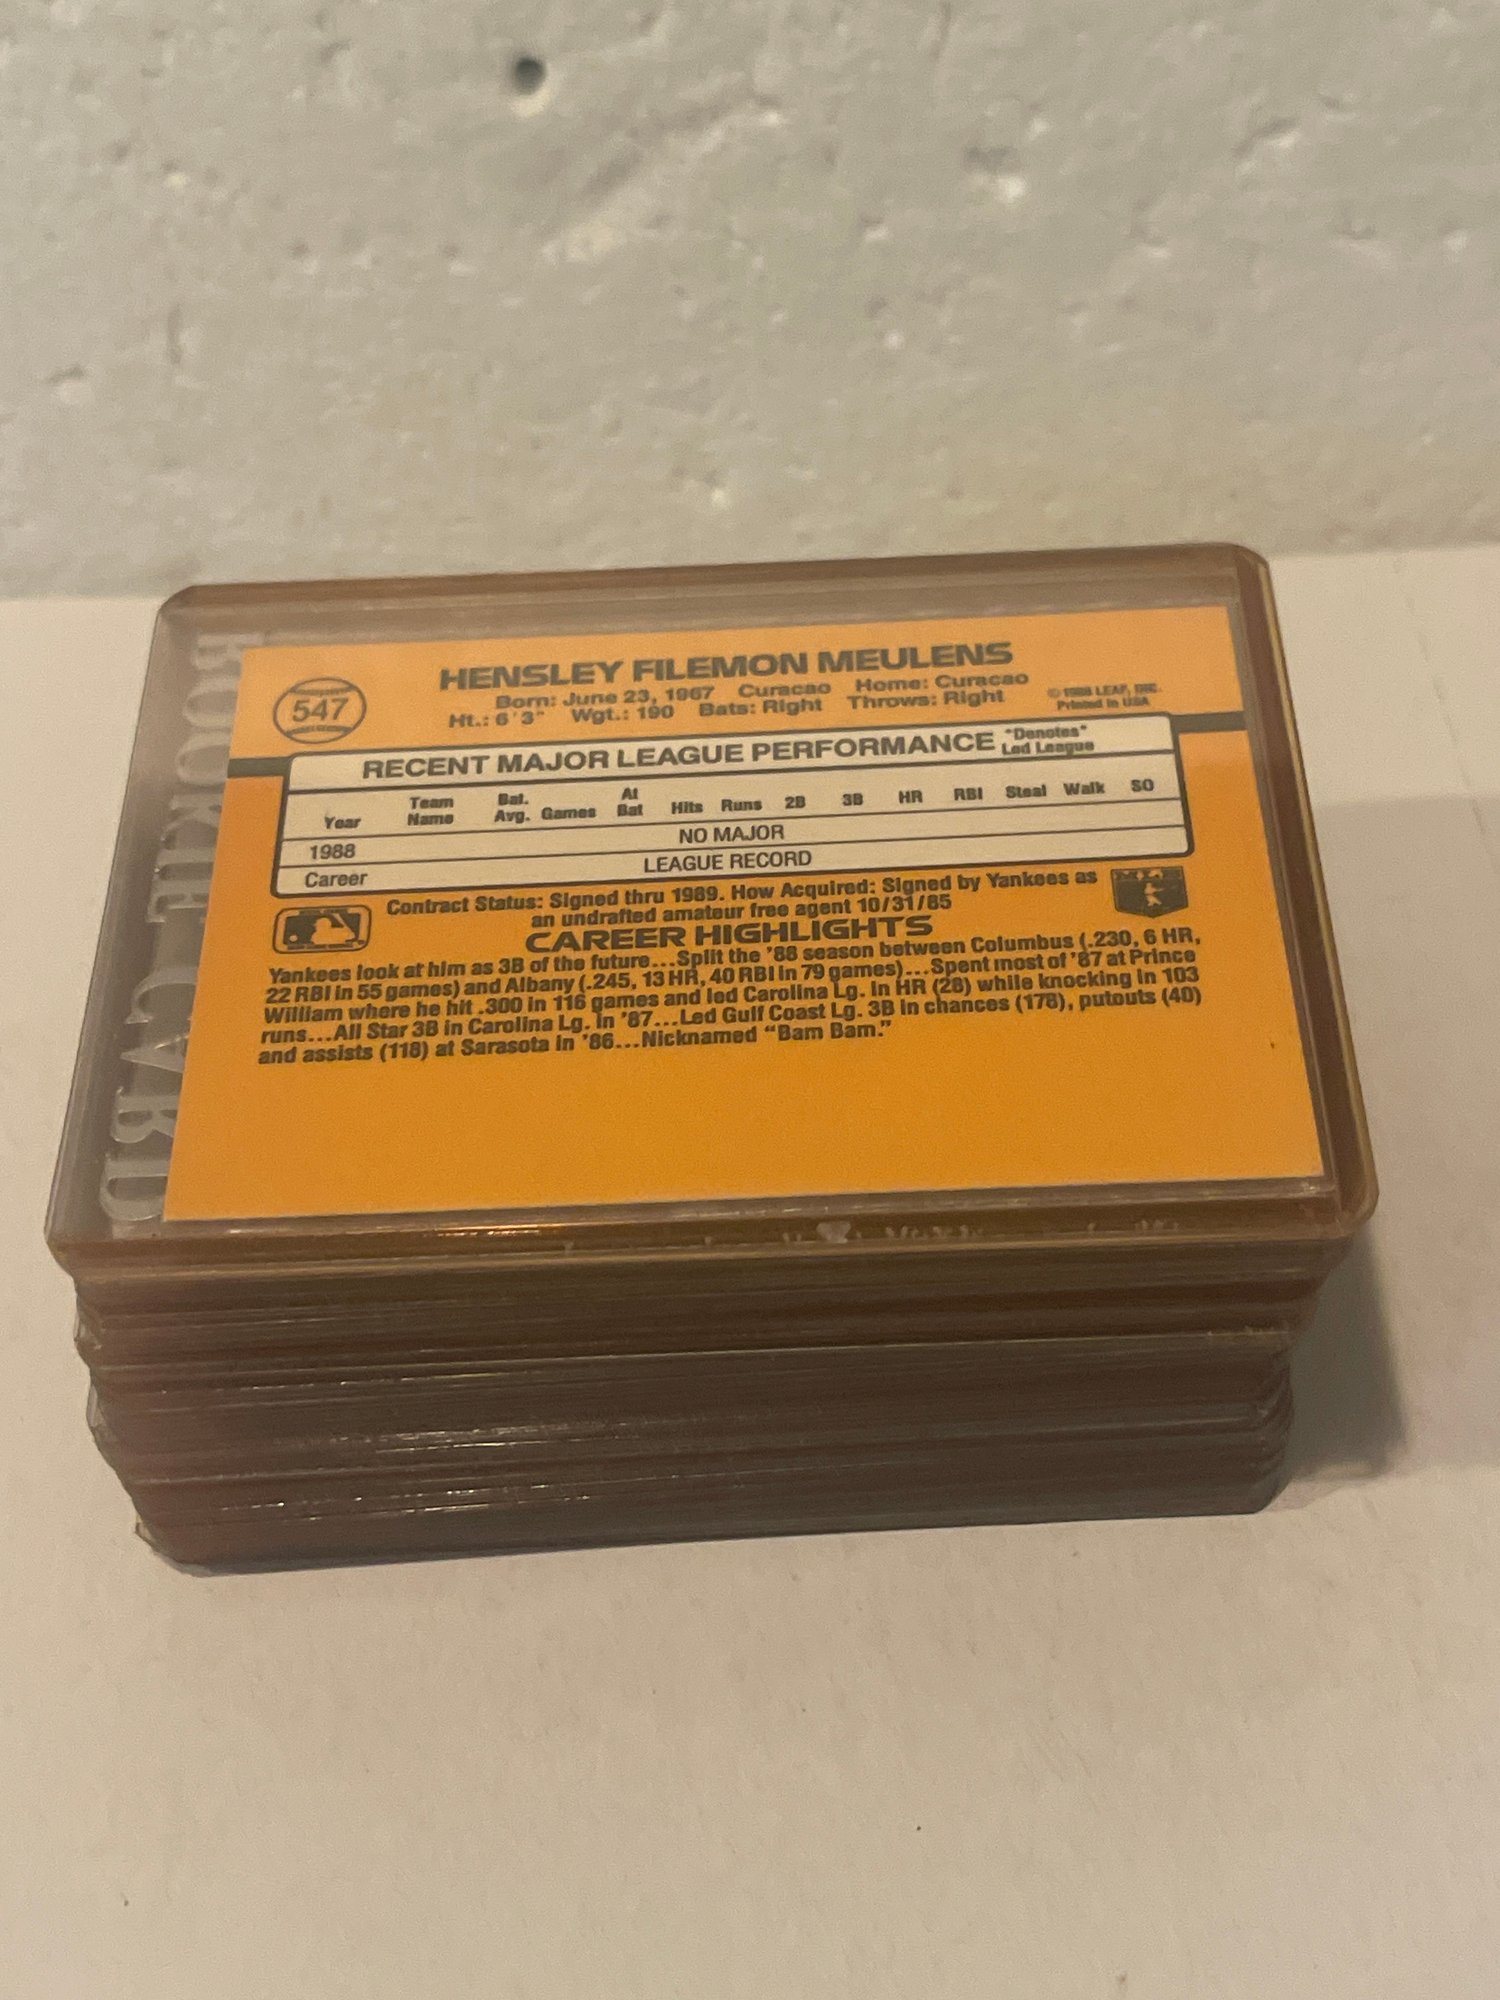 ROOKIE CARD
547
HENSLEY FILEMON MEULENS
Born: June 23, 1967 Curacao Home: Curacao
Ht.: 6'3" Wgt.: 190 Bats: Right Throws: Right
© 1988 LEAF, INC.
Printed in USA
RECENT MAJOR LEAGUE PERFORMANCE
*Denotes*
Led League
Year Team Name Bat. Avg. Games At Bat Hits Runs 2B 3B HR RBI Steal Walk SO
1988 NO MAJOR
Career LEAGUE RECORD
Contract Status: Signed thru 1989. How Acquired: Signed by Yankees as
an undrafted amateur free agent 10/31/85
CAREER HIGHLIGHTS
Yankees look at him as 3B of the future...Split the '88 season between Columbus (.230, 6 HR,
22 RBI in 55 games) and Albany (.245, 13 HR, 40 RBI in 79 games)...Spent most of '87 at Prince
William where he hit .300 in 116 games and led Carolina Lg. in HR (28) while knocking in 103
runs...All Star 3B in Carolina Lg. in '87...Led Gulf Coast Lg. 3B in chances (178), putouts (40)
and assists (118) at Sarasota in '86...Nicknamed "Bam Bam."